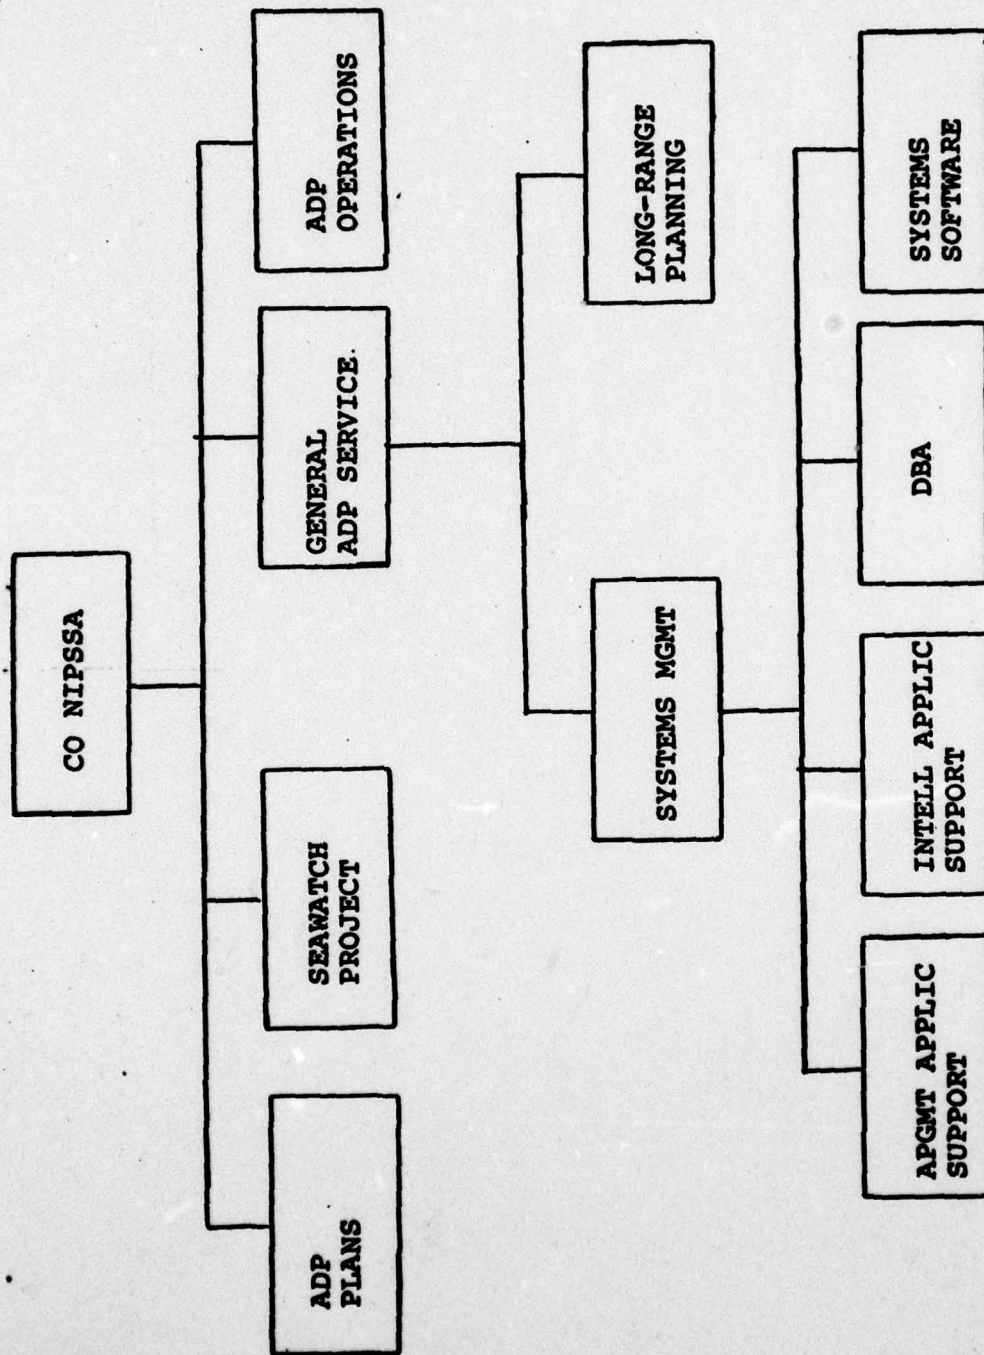 CO NIPSSA
ADP
PLANS
SEAWATCH
PROJECT
GENERAL
ADP SERVICE.
ADP
OPERATIONS
SYSTEMS MGMT
LONG-RANGE
PLANNING
APGMT APPLIC
SUPPORT
INTELL APPLIC
SUPPORT
DBA
SYSTEMS
SOFTWARE